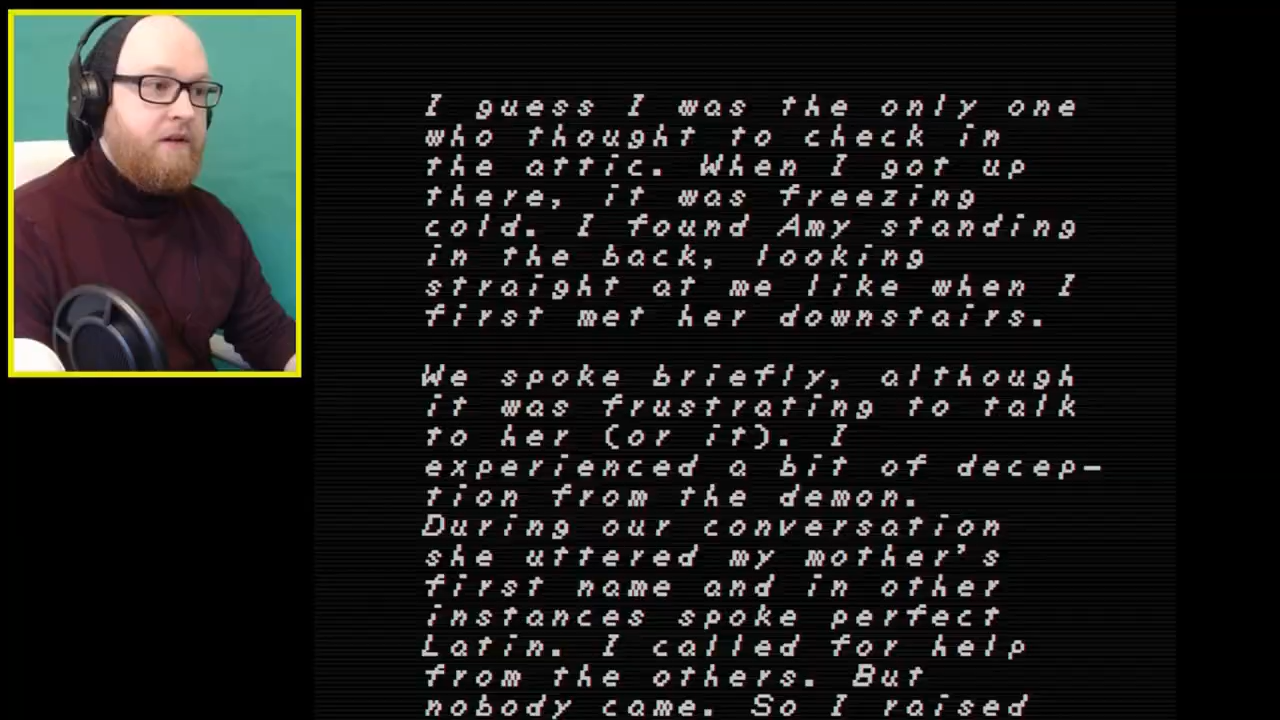 I guess I was the only one
who thought to check in
the attic. When I got up
there, it was freezing
cold. I found Amy standing
in the back, looking
straight at me like when I
first met her downstairs.
We spoke briefly, although
it was frustrating to talk
to her (or it). I
experienced a bit of decep-
tion from the demon.
During our conversation
she uttered my mother's
first name and in other
instances spoke perfect
Latin. I called for help
from the others. But
nobody came. So I raised